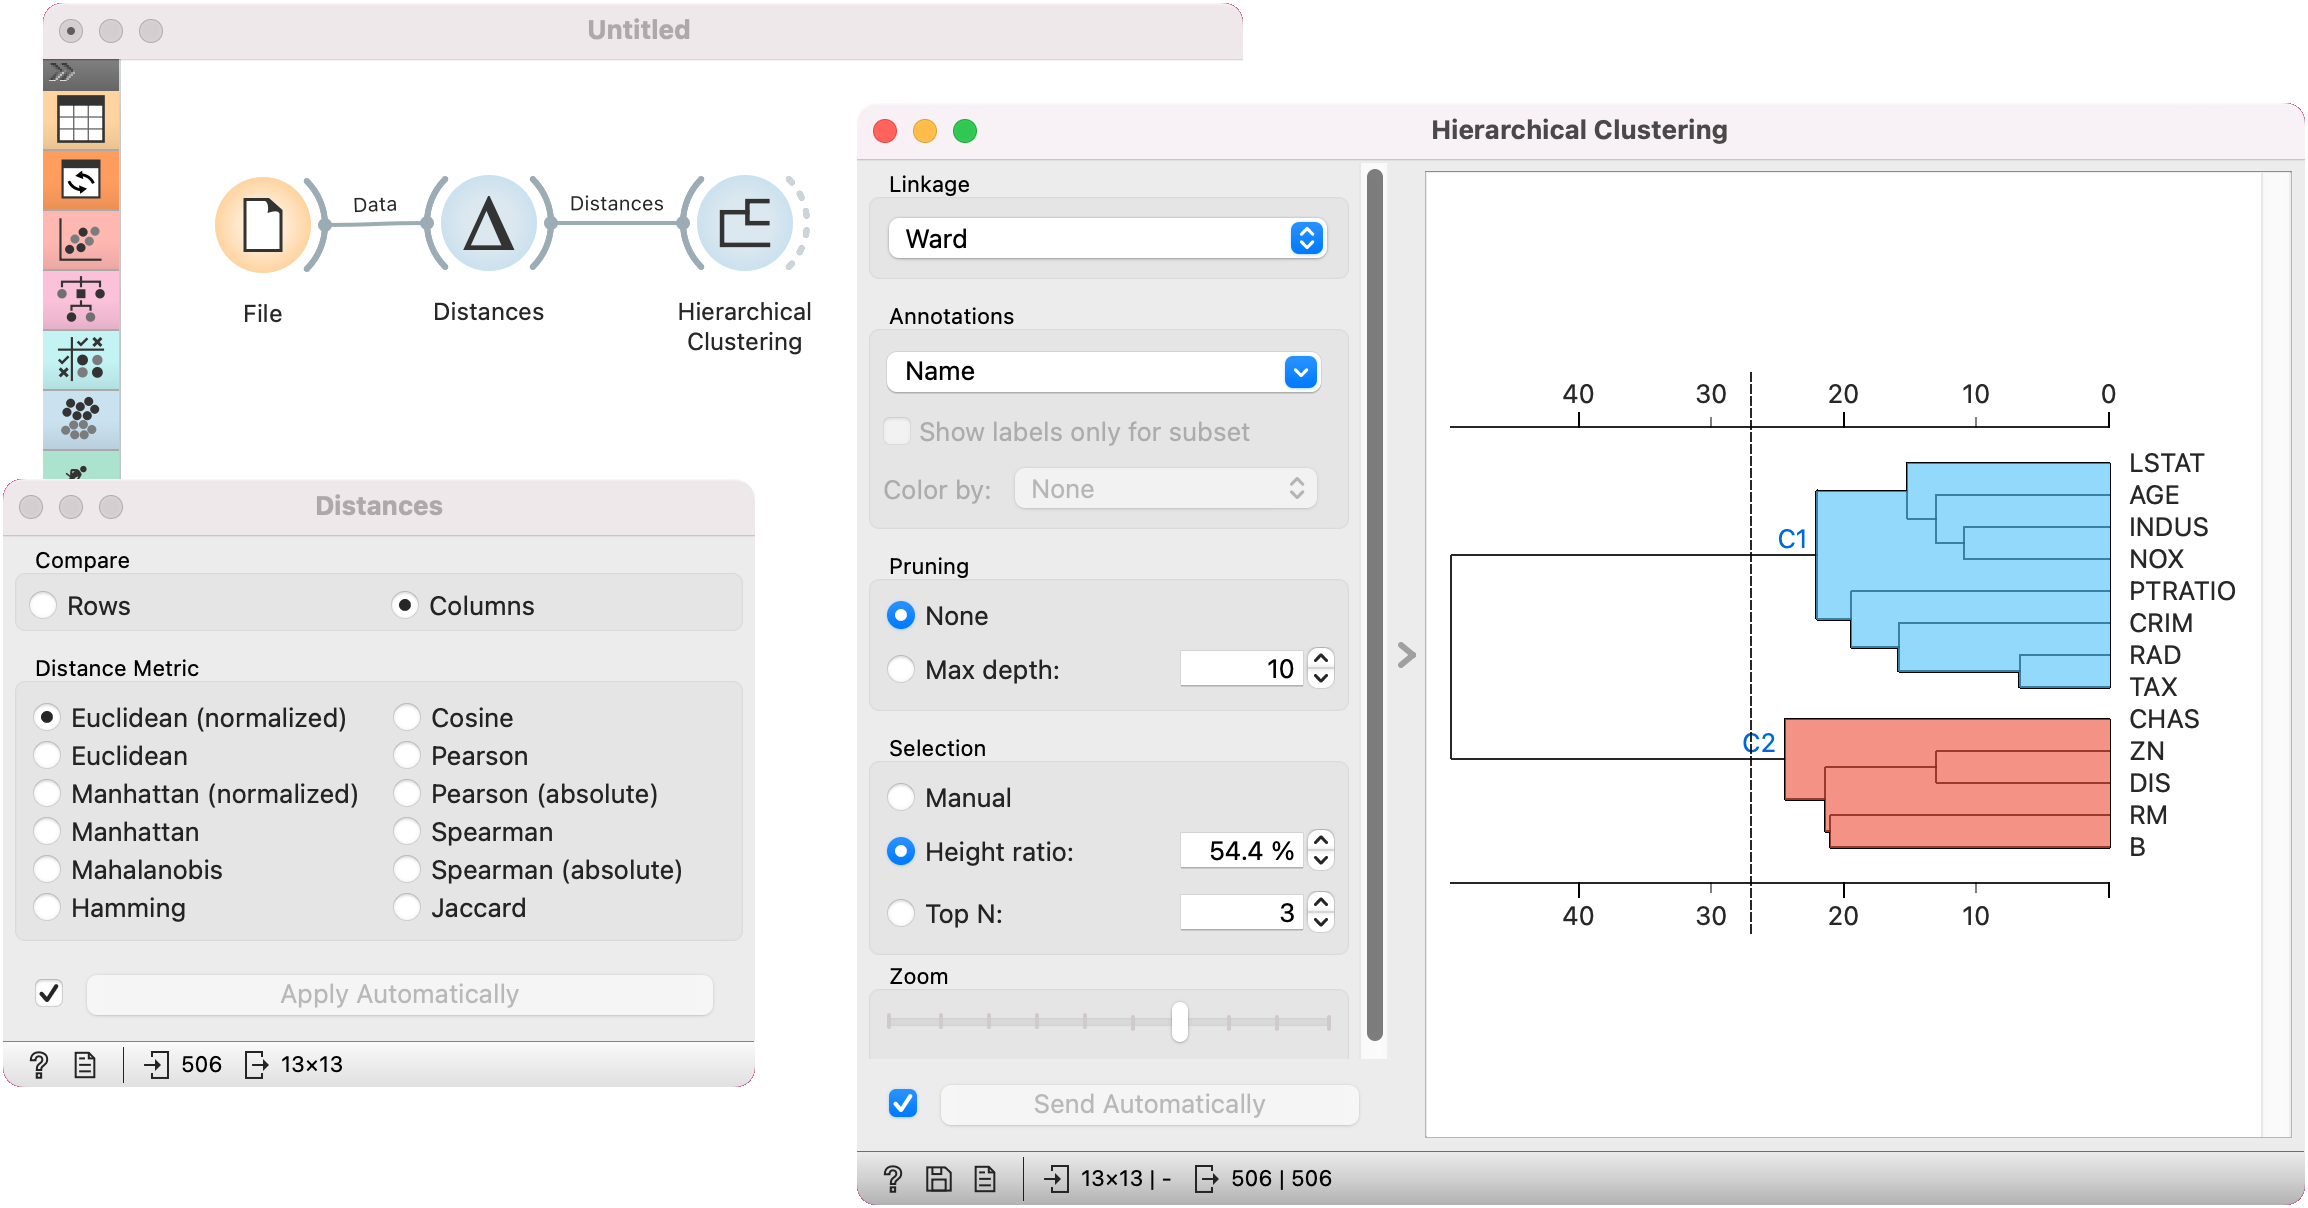 Untitled
Data
Distances
File
Distances
Hierarchical
Clustering
Distances
Compare
Rows
Columns
Distance Metric
Euclidean (normalized)
Cosine
Euclidean
Pearson
Manhattan (normalized)
Pearson (absolute)
Manhattan
Spearman
Mahalanobis
Spearman (absolute)
Hamming
Jaccard
Apply Automatically
? 506 13×13
Hierarchical Clustering
Linkage
Ward
Annotations
Name
Show labels only for subset
Color by: None
Pruning
None
Max depth: 10
Selection
Manual
Height ratio: 54.4 %
Top N: 3
Zoom
Send Automatically
? 13×13 | - 506 | 506
40 30 20 10 0
LSTAT
AGE
INDUS
C1
NOX
PTRATIO
CRIM
RAD
TAX
CHAS
C2
ZN
DIS
RM
B
40 30 20 10